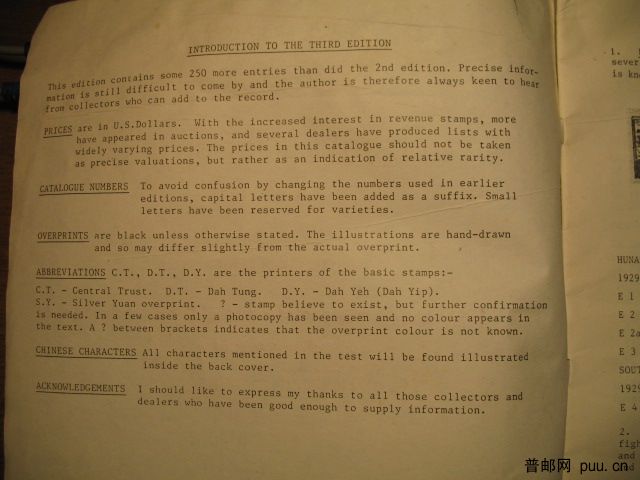 INTRODUCTION TO THE THIRD EDITION
This edition contains some 250 more entries than did the 2nd edition. Precise infor-
mation is still difficult to come by and the author is therefore always keen to hear
from collectors who can add to the record.
PRICES are in U.S.Dollars. With the increased interest in revenue stamps, more
have appeared in auctions, and several dealers have produced lists with
widely varying prices. The prices in this catalogue should not be taken
as precise valuations, but rather as an indication of relative rarity.
CATALOGUE NUMBERS To avoid confusion by changing the numbers used in earlier
editions, capital letters have been added as a suffix. Small
letters have been reserved for varieties.
OVERPRINTS are black unless otherwise stated. The illustrations are hand-drawn
and so may differ slightly from the actual overprint.
ABBREVIATIONS C.T., D.T., D.Y. are the printers of the basic stamps:-
C.T. - Central Trust. D.T. - Dah Tung. D.Y. - Dah Yeh (Dah Yip).
S.Y. - Silver Yuan overprint. ? - stamp believe to exist, but further confirmation
is needed. In a few cases only a photocopy has been seen and no colour appears in
the text. A ? between brackets indicates that the overprint colour is not known.
CHINESE CHARACTERS All characters mentioned in the test will be found illustrated
inside the back cover.
ACKNOWLEDGEMENTS I should like to express my thanks to all those collectors and
dealers who have been good enough to supply information.
1.
sever
is kn
HUNA
1929
E 1
E 2
E 2a
E 3
SOUT
1929
E 4
2.
figh
and
普邮网 puu.cn